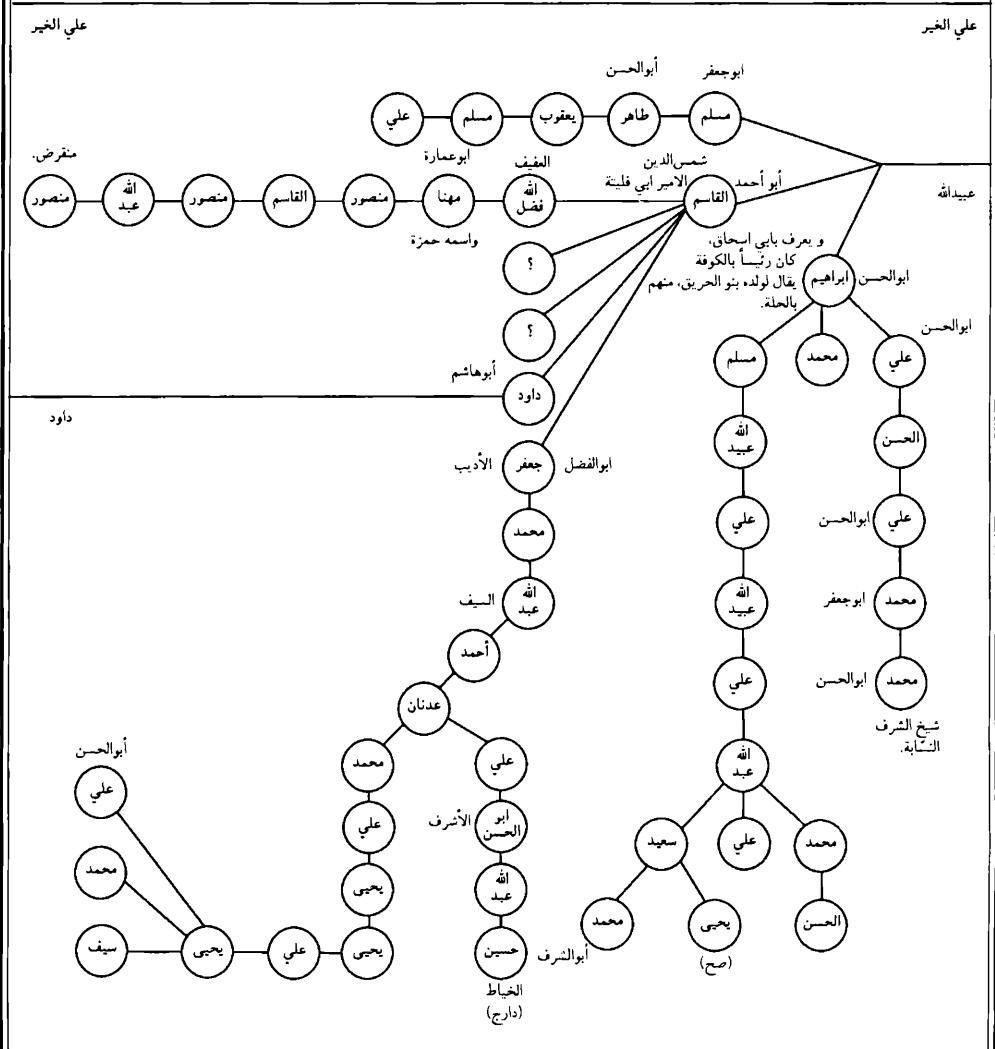 علي الخير
علي الخير
ابوجعفر
مسلم
أبوالحسن
طاهر
يعقوب
مسلم
علي
عبيدالله
شمس‌الدين
أبو أحمد
الامير ابي فليتة
القاسم
العفيف
الله
فضل
ابوعمارة
مهنا
واسمه حمزة
منصور
القاسم
منصور
الله
عبد
منقرض.
منصور
؟
؟
أبوهاشم
داود
داود
ابوالفضل
جعفر
الأديب
محمد
الله
عبد
السيف
أحمد
عدنان
علي
ابو
الحسن
الأشرف
الله
عبد
حسين
الخياط
(دارج)
محمد
علي
يحيى
يحيى
علي
يحيى
أبوالحسن
علي
محمد
سيف
و يعرف بابي اسحاق،
كان رئيسأ بالكوفة
يقال لولده بنو الحريق، منهم
بالحلة.
ابوالحسن
ابراهيم
ابوالحسن
علي
الحسن
علي
ابوالحسن
محمد
ابوجعفر
محمد
ابوالحسن
شيخ الشرف
النسّابة.
محمد
مسلم
الله
عبيد
علي
الله
عبيد
علي
الله
عبد
محمد
الحسن
علي
سعيد
يحيى
(صح)
محمد
أبوالشرف